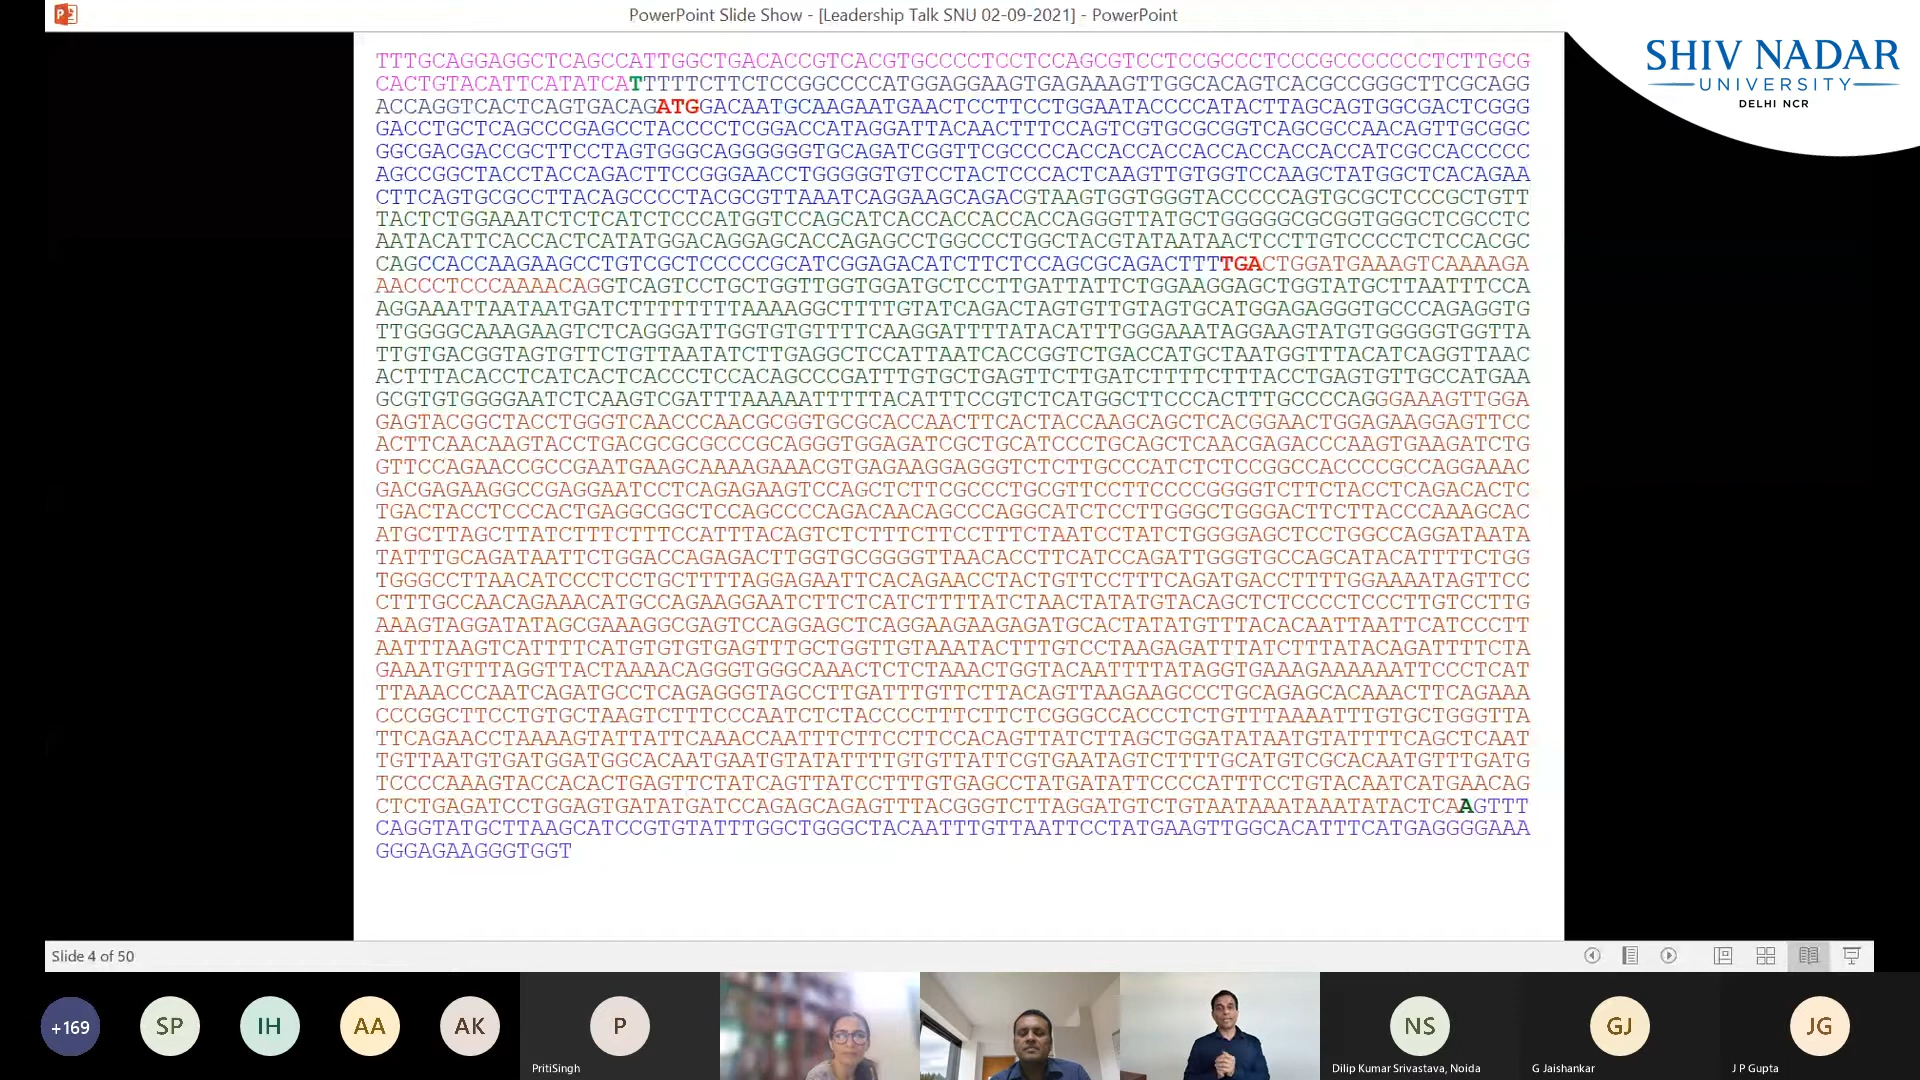 PowerPoint Slide Show - [Leadership Talk SNU 02-09-2021] - PowerPoint
SHIV NADAR
UNIVERSITY
DELHI NCR
TTTGCAGGAGGCTCAGCCATTGGCTGACACCGTCACGTGCCCCTCCTCCAGCGTCCTCCGCCCTCCCGCCCCCCCTCTTGCG
CACTGTACATTCATATCATTTTTCTTCTCCGGCCCCATGGAGGAAGTGAGAAAGTTGGCACAGTCACGCCGGGCTTCGCAGG
ACCAGGTCACTCAGTGACAGATGGACAATGCAAGAATGAACTCCTTCCTGGAATACCCCATACTTAGCAGTGGCGACTCGGG
GACCTGCTCAGCCCGAGCCTACCCCTCGGACCATAGGATTACAACTTTCCAGTCGTGCGCGGTCAGCGCCAACAGTTGCGGC
GGCGACGACCGCTTCCTAGTGGGCAGGGGGGTGCAGATCGGTTCGCCCCACCACCACCACCACCACCACCATCGCCACCCCC
AGCCGGCTACCTACCAGACTTCCGGGAACCTGGGGGTGTCCTACTCCCACTCAAGTTGTGGTCCAAGCTATGGCTCACAGAA
CTTCAGTGCGCCTTACAGCCCCTACGCGTTAAATCAGGAAGCAGACGTAAGTGGTGGGTACCCCCAGTGCGCTCCCGCTGTT
TACTCTGGAAATCTCTCATCTCCCATGGTCCAGCATCACCACCACCACCAGGGTTATGCTGGGGGCGCGGTGGGCTCGCCTC
AATACATTCACCACTCATATGGACAGGAGCACCAGAGCCTGGCCCTGGCTACGTATAATAACTCCTTGTCCCCTCTCCACGC
CAGCCACCAAGAAGCCTGTCGCTCCCCCGCATCGGAGACATCTTCTCCAGCGCAGACTTTTGACTGGATGAAAGTCAAAAGA
AACCCTCCCAAAACAGGTCAGTCCTGCTGGTTGGTGGATGCTCCTTGATTATTCTGGAAGGAGCTGGTATGCTTAATTTCCA
AGGAAATTAATAATGATCTTTTTTTTAAAAGGCTTTTGTATCAGACTAGTGTTGTAGTGCATGGAGAGGGTGCCCAGAGGTG
TTGGGGCAAAGAAGTCTCAGGGATTGGTGTGTTTTCAAGGATTTTATACATTTGGGAAATAGGAAGTATGTGGGGGTGGTTA
TTGTGACGGTAGTGTTCTGTTAATATCTTGAGGCTCCATTAATCACCGGTCTGACCATGCTAATGGTTTACATCAGGTTAAC
ACTTTACACCTCATCACTCACCCTCCACAGCCCGATTTGTGCTGAGTTCTTGATCTTTTCTTTACCTGAGTGTTGCCATGAA
GCGTGTGGGGAATCTCAAGTCGATTTAAAAATTTTTACATTTCCGTCTCATGGCTTCCCACTTTGCCCCAGGGAAAGTTGGA
GAGTACGGCTACCTGGGTCAACCCAACGCGGTGCGCACCAACTTCACTACCAAGCAGCTCACGGAACTGGAGAAGGAGTTCC
ACTTCAACAAGTACCTGACGCGCGCCCGCAGGGTGGAGATCGCTGCATCCCTGCAGCTCAACGAGACCCAAGTGAAGATCTG
GTTCCAGAACCGCCGAATGAAGCAAAAGAAACGTGAGAAGGAGGGTCTCTTGCCCATCTCTCCGGCCACCCCGCCAGGAAAC
GACGAGAAGGCCGAGGAATCCTCAGAGAAGTCCAGCTCTTCGCCCTGCGTTCCTTCCCCGGGGTCTTCTACCTCAGACACTC
TGACTACCTCCCACTGAGGCGGCTCCAGCCCCAGACAACAGCCCAGGCATCTCCTTGGGCTGGGACTTCTTACCCAAAGCAC
ATGCTTAGCTTATCTTTCTTTCCATTTACAGTCTCTTTCTTCCTTTCTAATCCTATCTGGGGAGCTCCTGGCCAGGATAATA
TATTTGCAGATAATTCTGGACCAGAGACTTGGTGCGGGGTTAACACCTTCATCCAGATTGGGTGCCAGCATACATTTTCTGG
TGGGCCTTAACATCCCTCCTGCTTTTAGGAGAATTCACAGAACCTACTGTTCCTTTCAGATGACCTTTTGGAAAATAGTTCC
CTTTGCCAACAGAAACATGCCAGAAGGAATCTTCTCATCTTTTATCTAACTATATGTACAGCTCTCCCCTCCCTTGTCCTTG
AAAGTAGGATATAGCGAAAGGCGAGTCCAGGAGCTCAGGAAGAAGAGATGCACTATATGTTTACACAATTAATTCATCCCTT
AATTTAAGTCATTTTCATGTGTGTGAGTTTGCTGGTTGTAAATACTTTGTCCTAAGAGATTTATCTTTATACAGATTTTCTA
GAAATGTTTAGGTTACTAAAACAGGGTGGGCAAACTCTCTAAACTGGTACAATTTTATAGGTGAAAGAAAAAATTCCCTCAT
TTAAACCCAATCAGATGCCTCAGAGGGTAGCCTTGATTTGTTCTTACAGTTAAGAAGCCCTGCAGAGCACAAACTTCAGAAA
CCCGGCTTCCTGTGCTAAGTCTTTCCCAATCTCTACCCCTTTCTTCTCGGGCCACCCTCTGTTTAAAATTTGTGCTGGGTTA
TTCAGAACCTAAAAGTATTATTCAAACCAATTTCTTCCTTCCACAGTTATCTTAGCTGGATATAATGTATTTTCAGCTCAAT
TGTTAATGTGATGGATGGCACAATGAATGTATATTTTGTGTTATTCGTGAATAGTCTTTTGCATGTCGCACAATGTTTGATG
TCCCCAAAGTACCACACTGAGTTCTATCAGTTATCCTTTGTGAGCCTATGATATTCCCCATTTCCTGTACAATCATGAACAG
CTCTGAGATCCTGGAGTGATATGATCCAGAGCAGAGTTTACGGGTCTTAGGATGTCTGTAATAAATAAATATACTCAAGTTT
CAGGTATGCTTAAGCATCCGTGTATTTGGCTGGGCTACAATTTGTTAATTCCTATGAAGTTGGCACATTTCATGAGGGGAAA
GGGAGAAGGGTGGT
Slide 4 of 50
+169
SP
IH
AA
AK
P
NS
GJ
JG
PritiSingh
Dilip Kumar Srivastava, Noida
G Jaishankar
J P Gupta